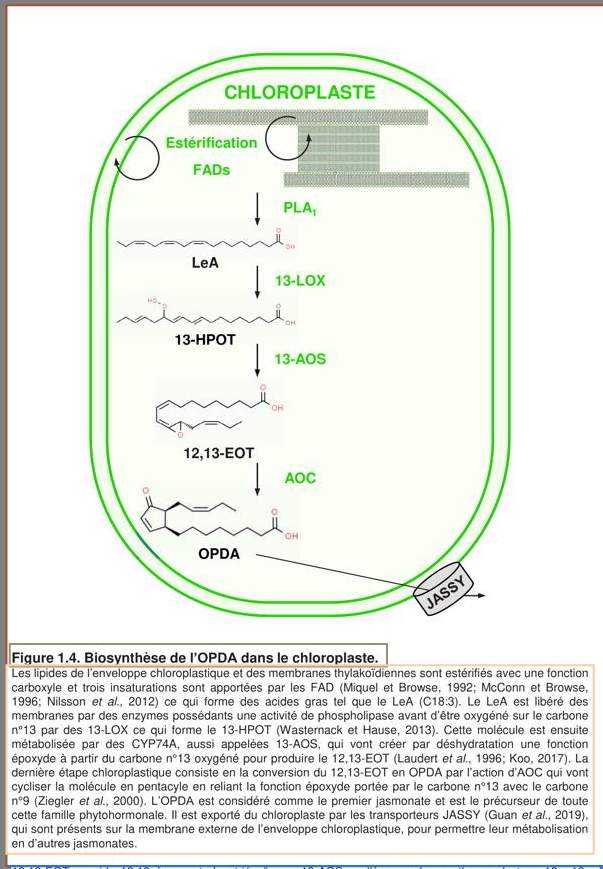 CHLOROPLASTE
Estérification
FADs
PLA1
O
OH
LeA
13-LOX
HO
O
O
OH
13-HPOT
13-AOS
O
OH
O
12,13-EOT
AOC
O
O
OH
OPDA
JASSY
Figure 1.4. Biosynthèse de l'OPDA dans le chloroplaste.
Les lipides de l'enveloppe chloroplastique et des membranes thylakoïdiennes sont estérifiés avec une fonction
carboxyle et trois insaturations sont apportées par les FAD (Miquel et Browse, 1992; McConn et Browse,
1996; Nilsson et al., 2012) ce qui forme des acides gras tel que le LeA (C18:3). Le LeA est libéré des
membranes par des enzymes possédants une activité de phospholipase avant d'être oxygéné sur le carbone
n°13 par des 13-LOX ce qui forme le 13-HPOT (Wasternack et Hause, 2013). Cette molécule est ensuite
métabolisée par des CYP74A, aussi appelées 13-AOS, qui vont créer par déshydratation une fonction
époxyde à partir du carbone n°13 oxygéné pour produire le 12,13-EOT (Laudert et al., 1996; Koo, 2017). La
dernière étape chloroplastique consiste en la conversion du 12,13-EOT en OPDA par l'action d'AOC qui vont
cycliser la molécule en pentacyle en reliant la fonction époxyde portée par le carbone n°13 avec le carbone
n°9 (Ziegler et al., 2000). L'OPDA est considéré comme le premier jasmonate et est le précurseur de toute
cette famille phytohormonale. Il est exporté du chloroplaste par les transporteurs JASSY (Guan et al., 2019),
qui sont présents sur la membrane externe de l'enveloppe chloroplastique, pour permettre leur métabolisation
en d'autres jasmonates.